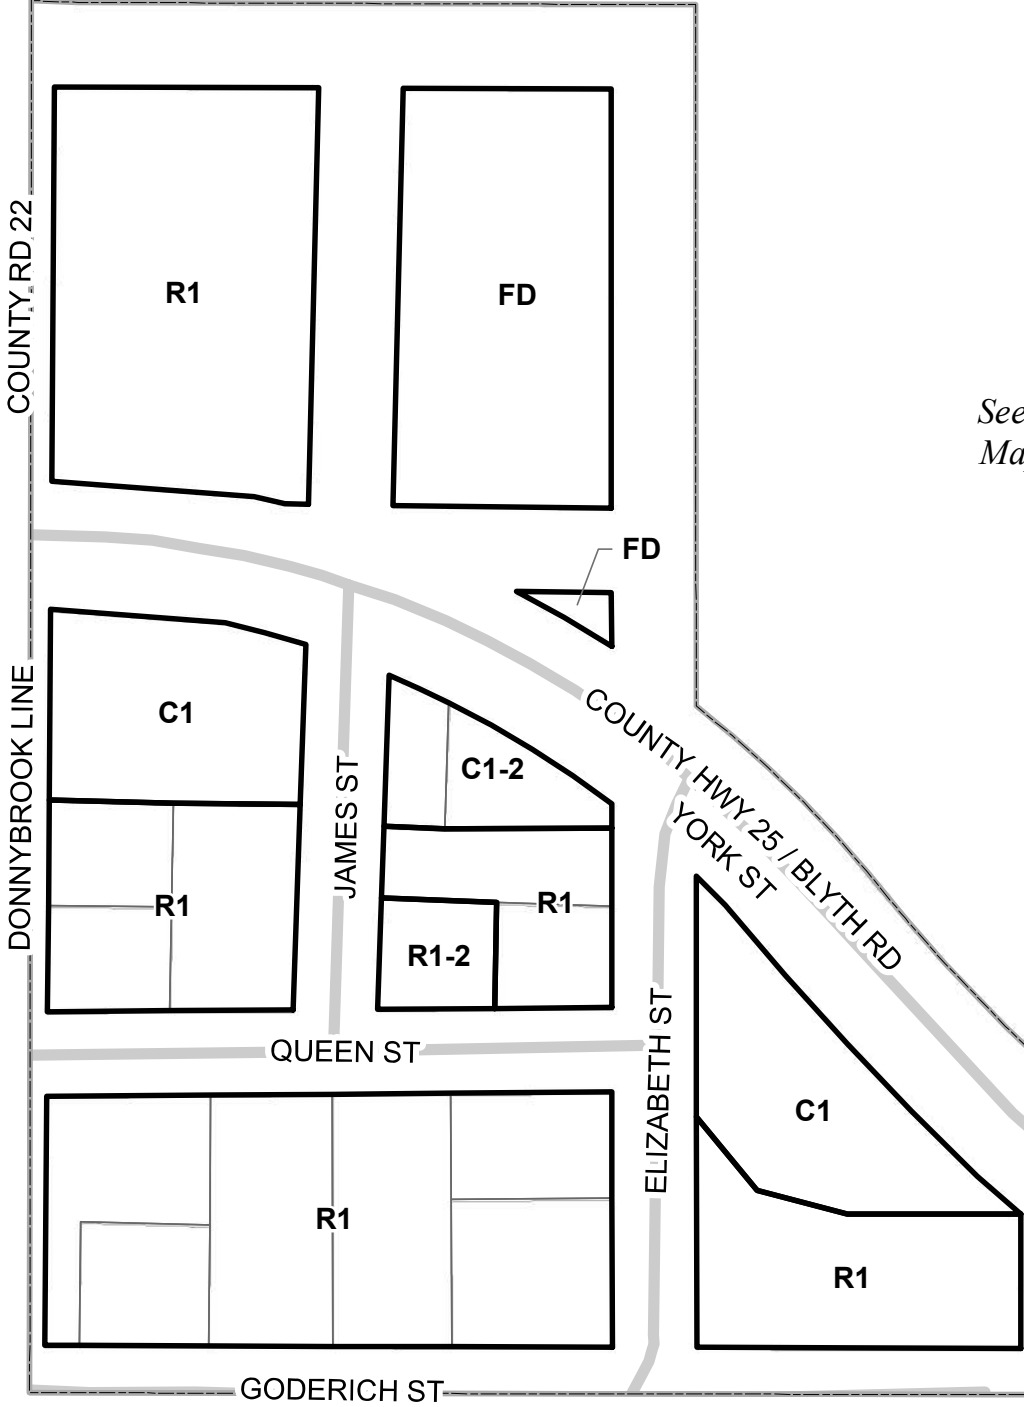 COUNTY RD 22
R1
FD
See
FD
DONNYBROOK LINE
C1
JAMES ST
C1-2
COUNTY HWY 25 / BLYTH RD
YORK ST
R1
R1
R1-2
QUEEN ST
ELIZABETH ST
C1
R1
R1
GODERICH ST